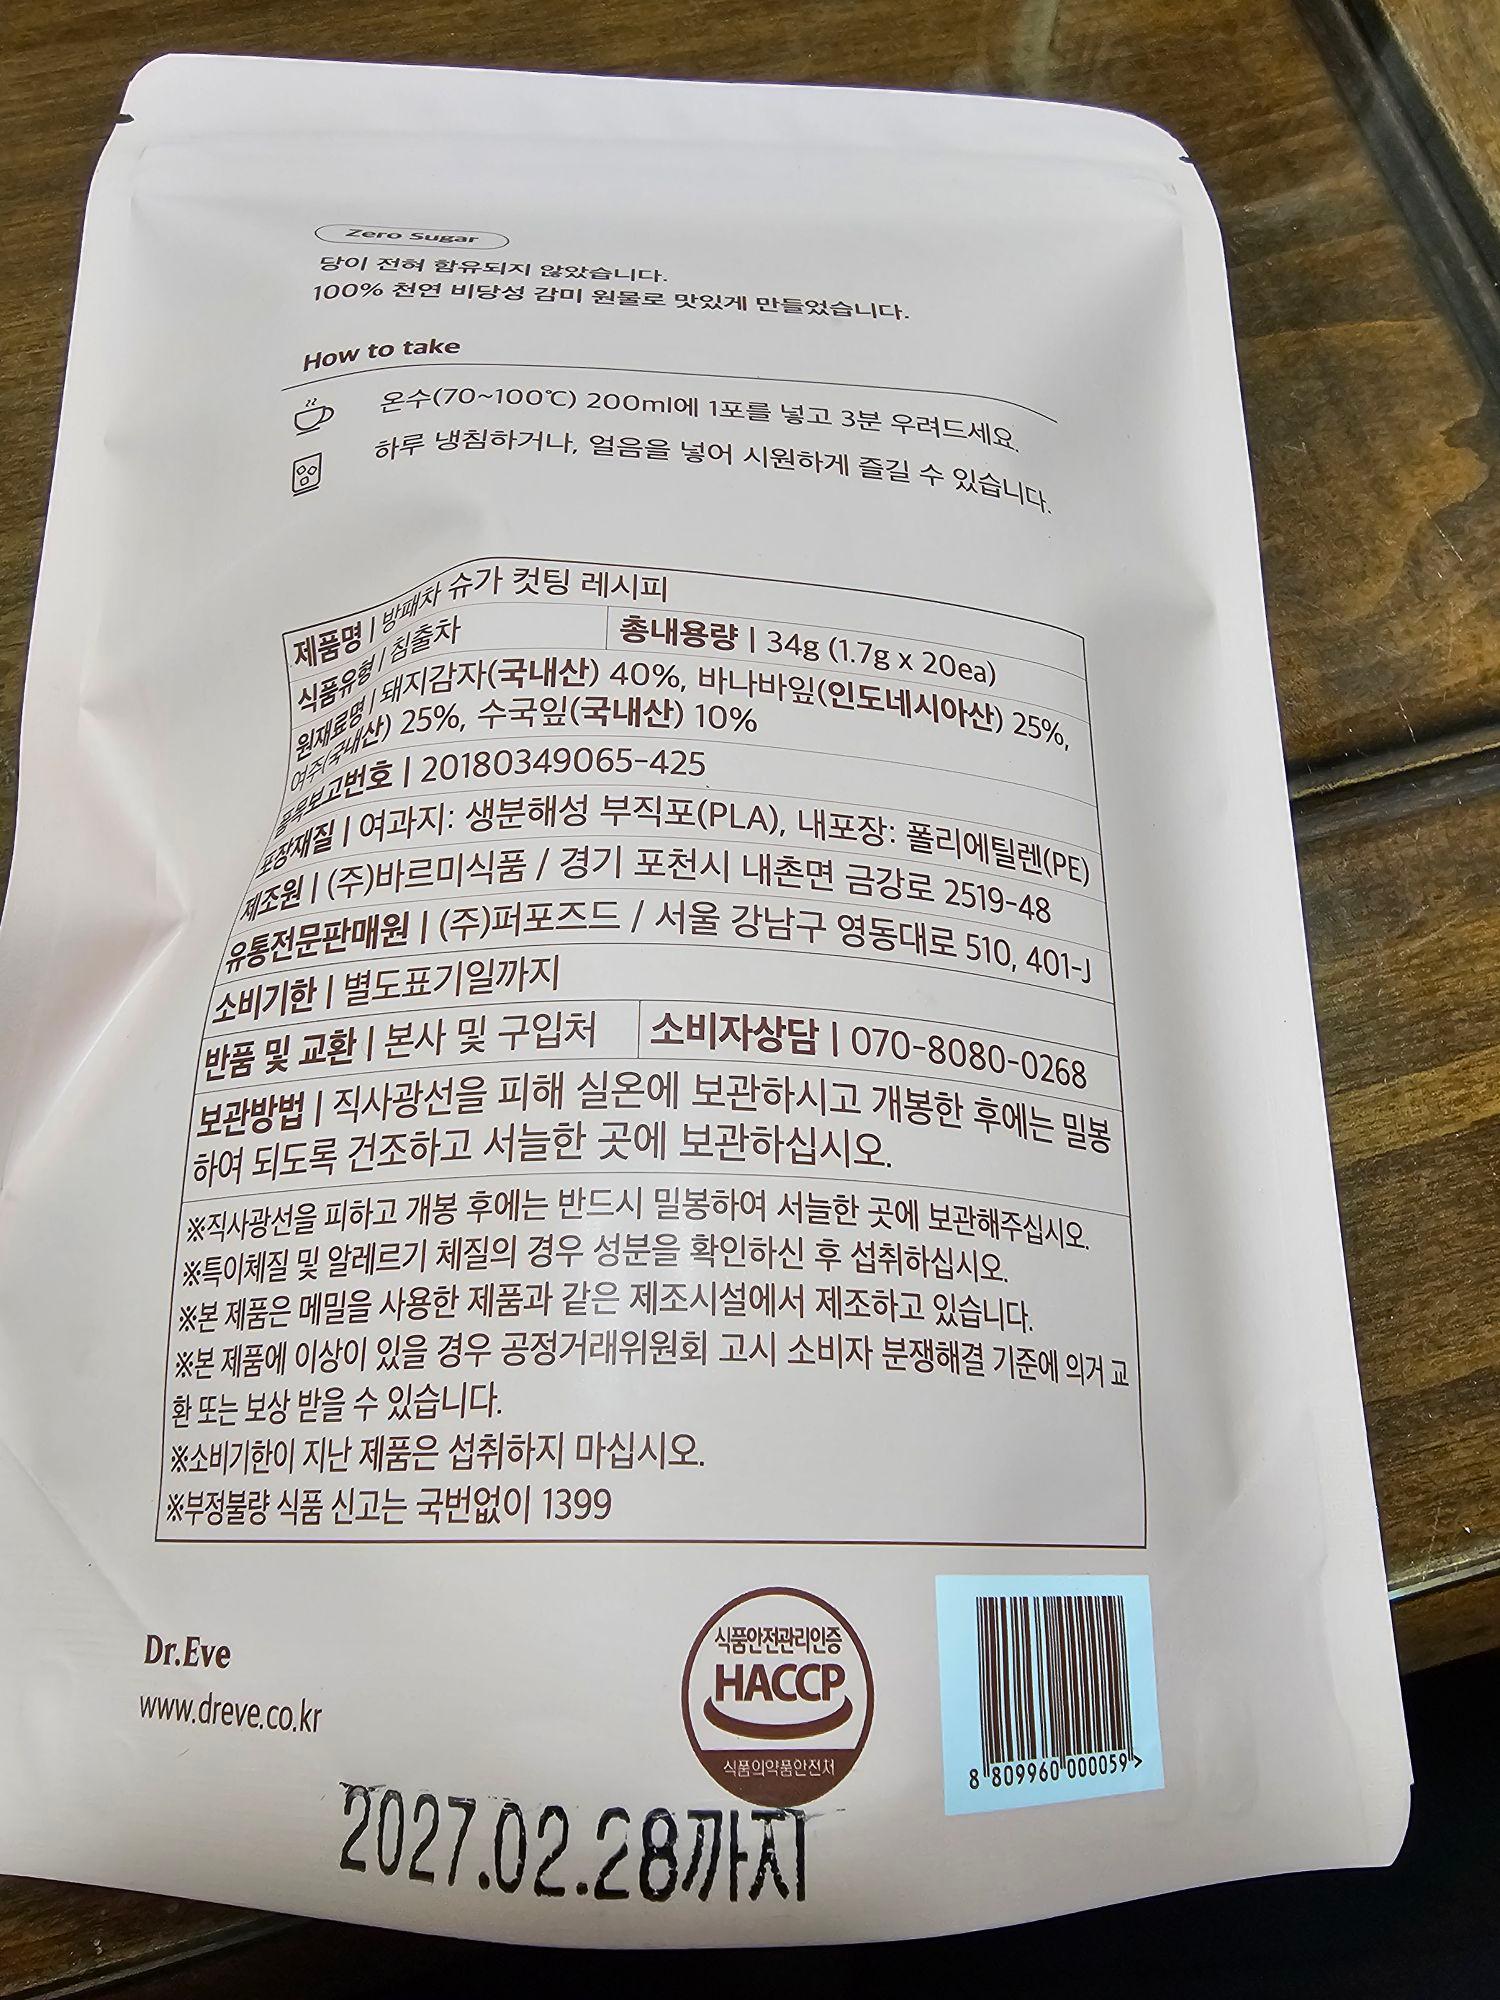 Zero Sugar
당이 전혀 함유되지 않았습니다.
100% 천연 비당성 감미 원물로 맛있게 만들었습니다.
How to take
온수(70~100℃) 200ml에 1포를 넣고 3분 우려드세요.
하루 냉침하거나, 얼음을 넣어 시원하게 즐길 수 있습니다.
제품명 | 방패차 슈가 컷팅 레시피
식품유형 | 침출차 총내용량 | 34g (1.7g x 20ea)
원재료명 | 돼지감자(국내산) 40%, 바나바잎(인도네시아산) 25%,
여주(국내산) 25%, 수국잎(국내산) 10%
품목보고번호 | 20180349065-425
포장재질 | 여과지: 생분해성 부직포(PLA), 내포장: 폴리에틸렌(PE)
제조원 | (주)바르미식품 / 경기 포천시 내촌면 금강로 2519-48
유통전문판매원 | (주)퍼포즈드 / 서울 강남구 영동대로 510, 401-J
소비기한 | 별도표기일까지
반품 및 교환 | 본사 및 구입처 소비자상담 | 070-8080-0268
보관방법 | 직사광선을 피해 실온에 보관하시고 개봉한 후에는 밀봉
하여 되도록 건조하고 서늘한 곳에 보관하십시오.
※직사광선을 피하고 개봉 후에는 반드시 밀봉하여 서늘한 곳에 보관해주십시오.
※특이체질 및 알레르기 체질의 경우 성분을 확인하신 후 섭취하십시오.
※본 제품은 메밀을 사용한 제품과 같은 제조시설에서 제조하고 있습니다.
※본 제품에 이상이 있을 경우 공정거래위원회 고시 소비자 분쟁해결 기준에 의거 교
환 또는 보상 받을 수 있습니다.
※소비기한이 지난 제품은 섭취하지 마십시오.
※부정불량 식품 신고는 국번없이 1399
Dr.Eve
www.dreve.co.kr
식품안전관리인증
HACCP
식품의약품안전처
8 809960 000059 >
2027.02.28까지